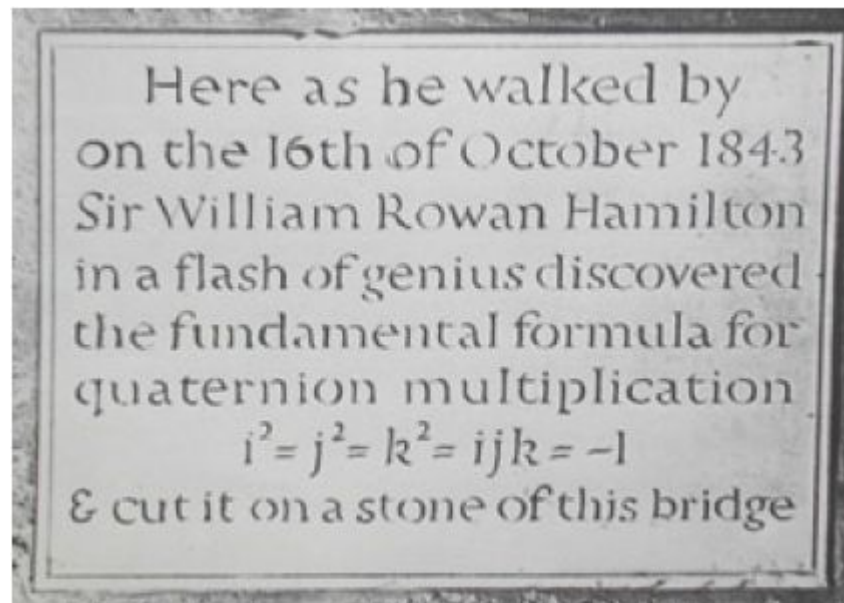 Here as he walked by
on the 16th of October 1843
Sir William Rowan Hamilton
in a flash of genius discovered
the fundamental formula for
quaternion multiplication
i² = j² = k² = ijk = –1
& cut it on a stone of this bridge